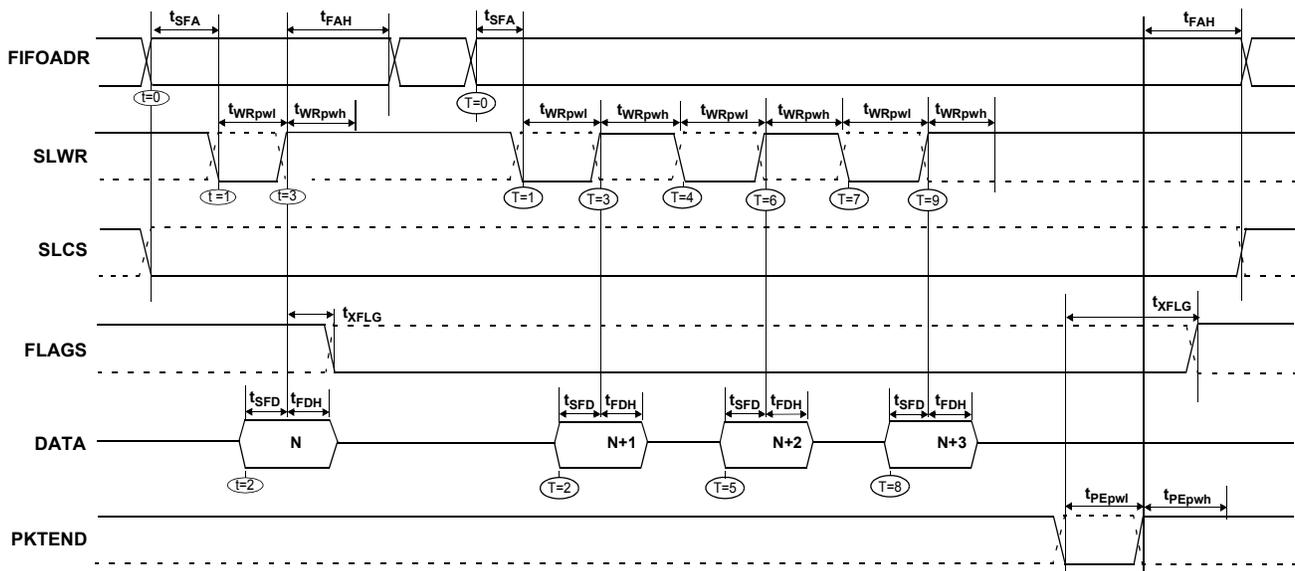 tSFA tFAH tSFA tFAH
FIFOADR
t=0 T=0
tWRpwl tWRpwh tWRpwl tWRpwh tWRpwl tWRpwh tWRpwl tWRpwh
SLWR
t =1 t=3 T=1 T=3 T=4 T=6 T=7 T=9
SLCS
tXFLG tXFLG
FLAGS
tSFD tFDH tSFD tFDH tSFD tFDH tSFD tFDH
DATA N N+1 N+2 N+3
t=2 T=2 T=5 T=8
tPEpwl tPEpwh
PKTEND